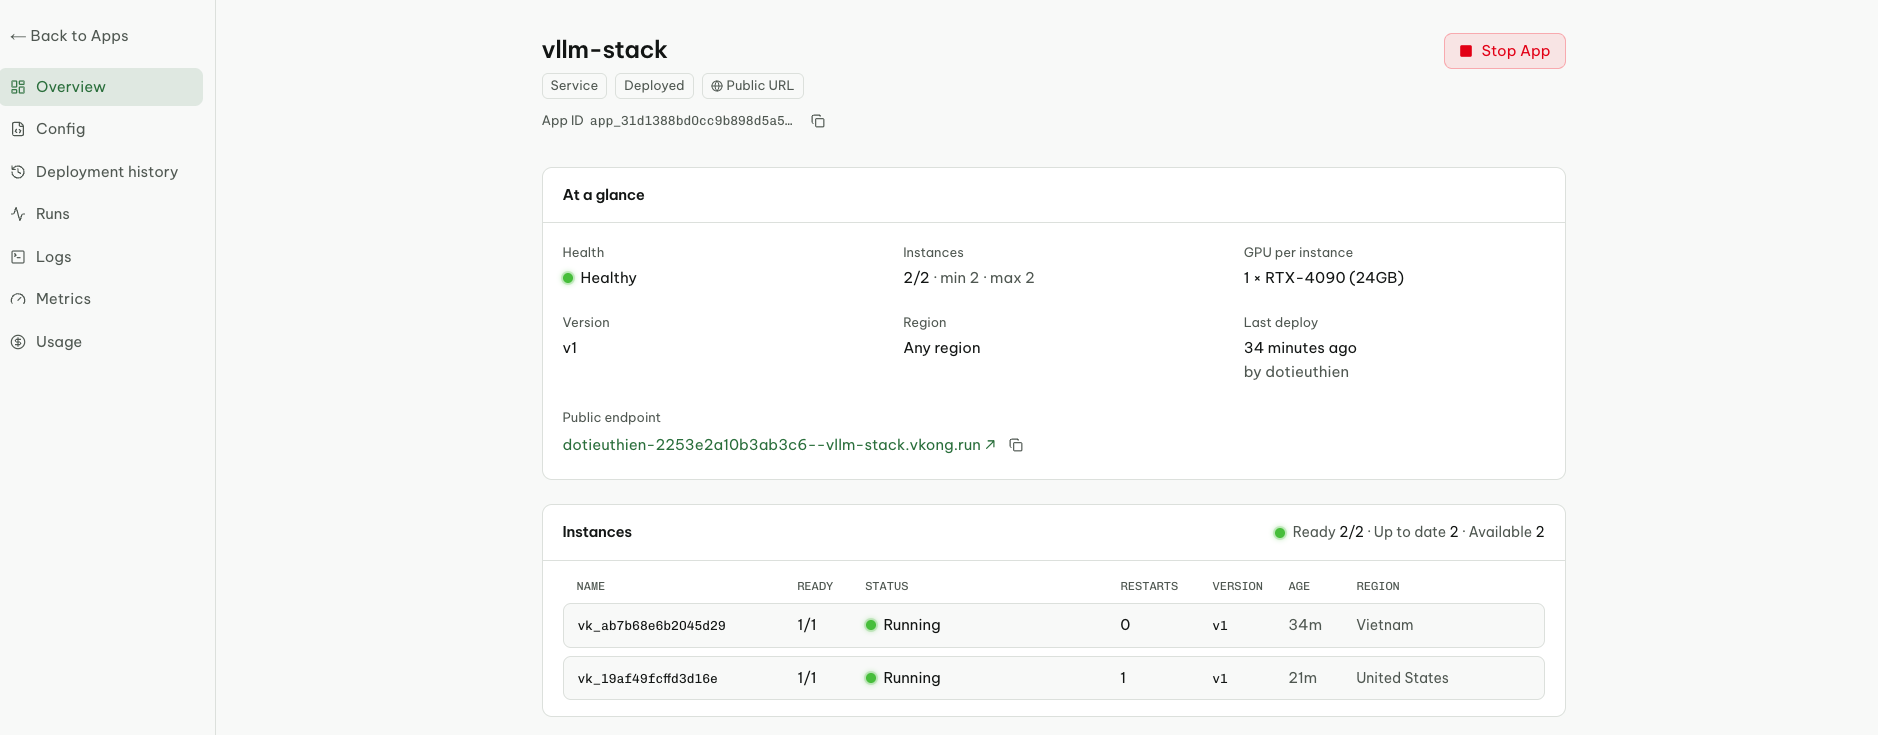 ← Back to Apps
Overview
Config
Deployment history
Runs
Logs
Metrics
Usage
vllm-stack
Stop App
Service Deployed Public URL
App ID app_31d1388bd0cc9b898d5a5…
At a glance
Health Instances GPU per instance
Healthy 2/2 · min 2 · max 2 1 × RTX-4090 (24GB)
Version Region Last deploy
v1 Any region 34 minutes ago
by dotieuthien
Public endpoint
dotieuthien-2253e2a10b3ab3c6--vllm-stack.vkong.run ↗
Instances Ready 2/2 · Up to date 2 · Available 2
NAME READY STATUS RESTARTS VERSION AGE REGION
vk_ab7b68e6b2045d29 1/1 Running 0 v1 34m Vietnam
vk_19af49fcffd3d16e 1/1 Running 1 v1 21m United States